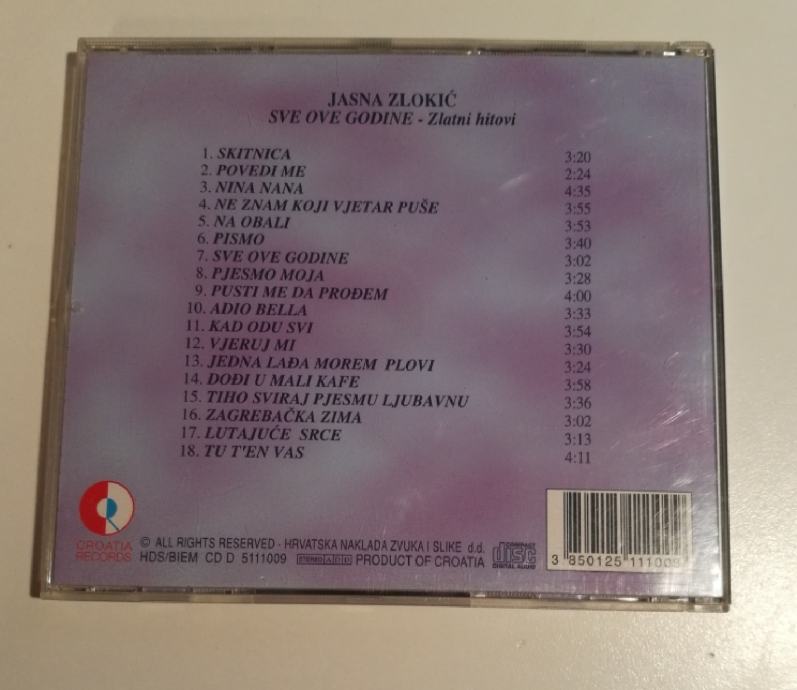 JASNA ZLOKIĆ
SVE OVE GODINE - Zlatni hitovi
1. SKITNICA 3:20
2. POVEDI ME 2:24
3. NINA NANA 4:35
4. NE ZNAM KOJI VJETAR PUŠE 3:55
5. NA OBALI 3:53
6. PISMO 3:40
7. SVE OVE GODINE 3:02
8. PJESMO MOJA 3:28
9. PUSTI ME DA PROĐEM 4:00
10. ADIO BELLA 3:33
11. KAD ODU SVI 3:54
12. VJERUJ MI 3:30
13. JEDNA LAĐA MOREM PLOVI 3:24
14. DOĐI U MALI KAFE 3:58
15. TIHO SVIRAJ PJESMU LJUBAVNU 3:36
16. ZAGREBAČKA ZIMA 3:02
17. LUTAJUĆE SRCE 3:13
18. TU T'EN VAS 4:11
CROATIA
RECORDS
© ALL RIGHTS RESERVED - HRVATSKA NAKLADA ZVUKA I SLIKE d.d.
HDS/BIEM CD D 5111009 STEREO ADD PRODUCT OF CROATIA
COMPACT
disc
DIGITAL AUDIO
3 850125 111009